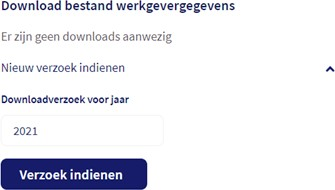 Download bestand werkgevergegevens
Er zijn geen downloads aanwezig
Nieuw verzoek indienen
Downloadverzoek voor jaar
2021
Verzoek indienen